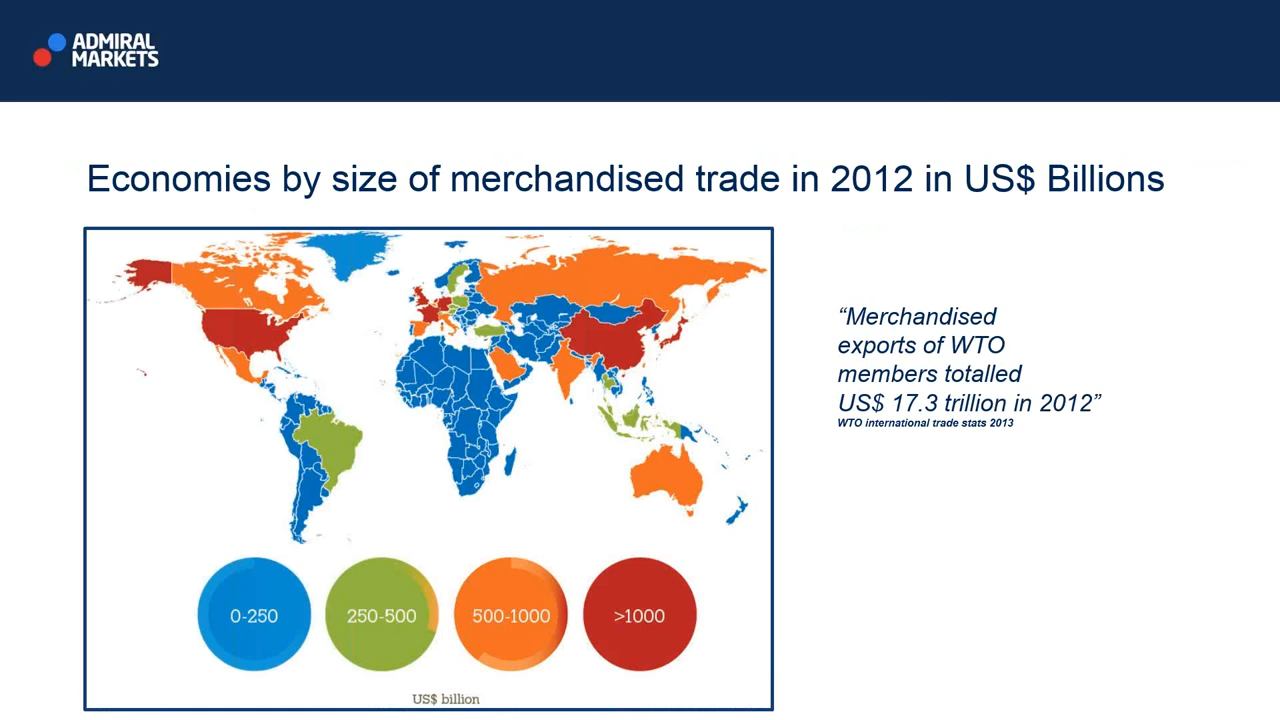 ADMIRAL
MARKETS
Economies by size of merchandised trade in 2012 in US$ Billions
“Merchandised
exports of WTO
members totalled
US$ 17.3 trillion in 2012”
WTO international trade stats 2013
0-250
250-500
500-1000
>1000
US$ billion